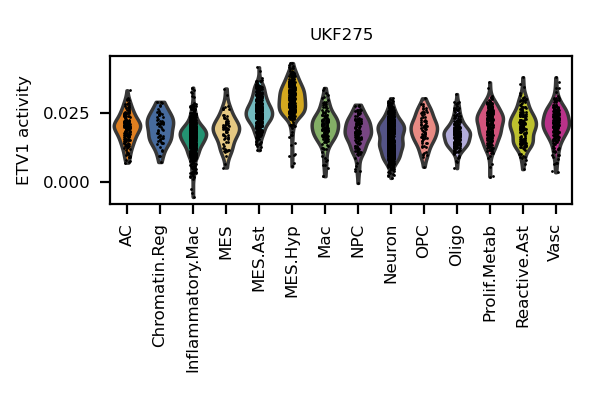 UKF275
ETV1 activity
0.025
0.000
AC
Chromatin.Reg
Inflammatory.Mac
MES
MES.Ast
MES.Hyp
Mac
NPC
Neuron
OPC
Oligo
Prolif.Metab
Reactive.Ast
Vasc